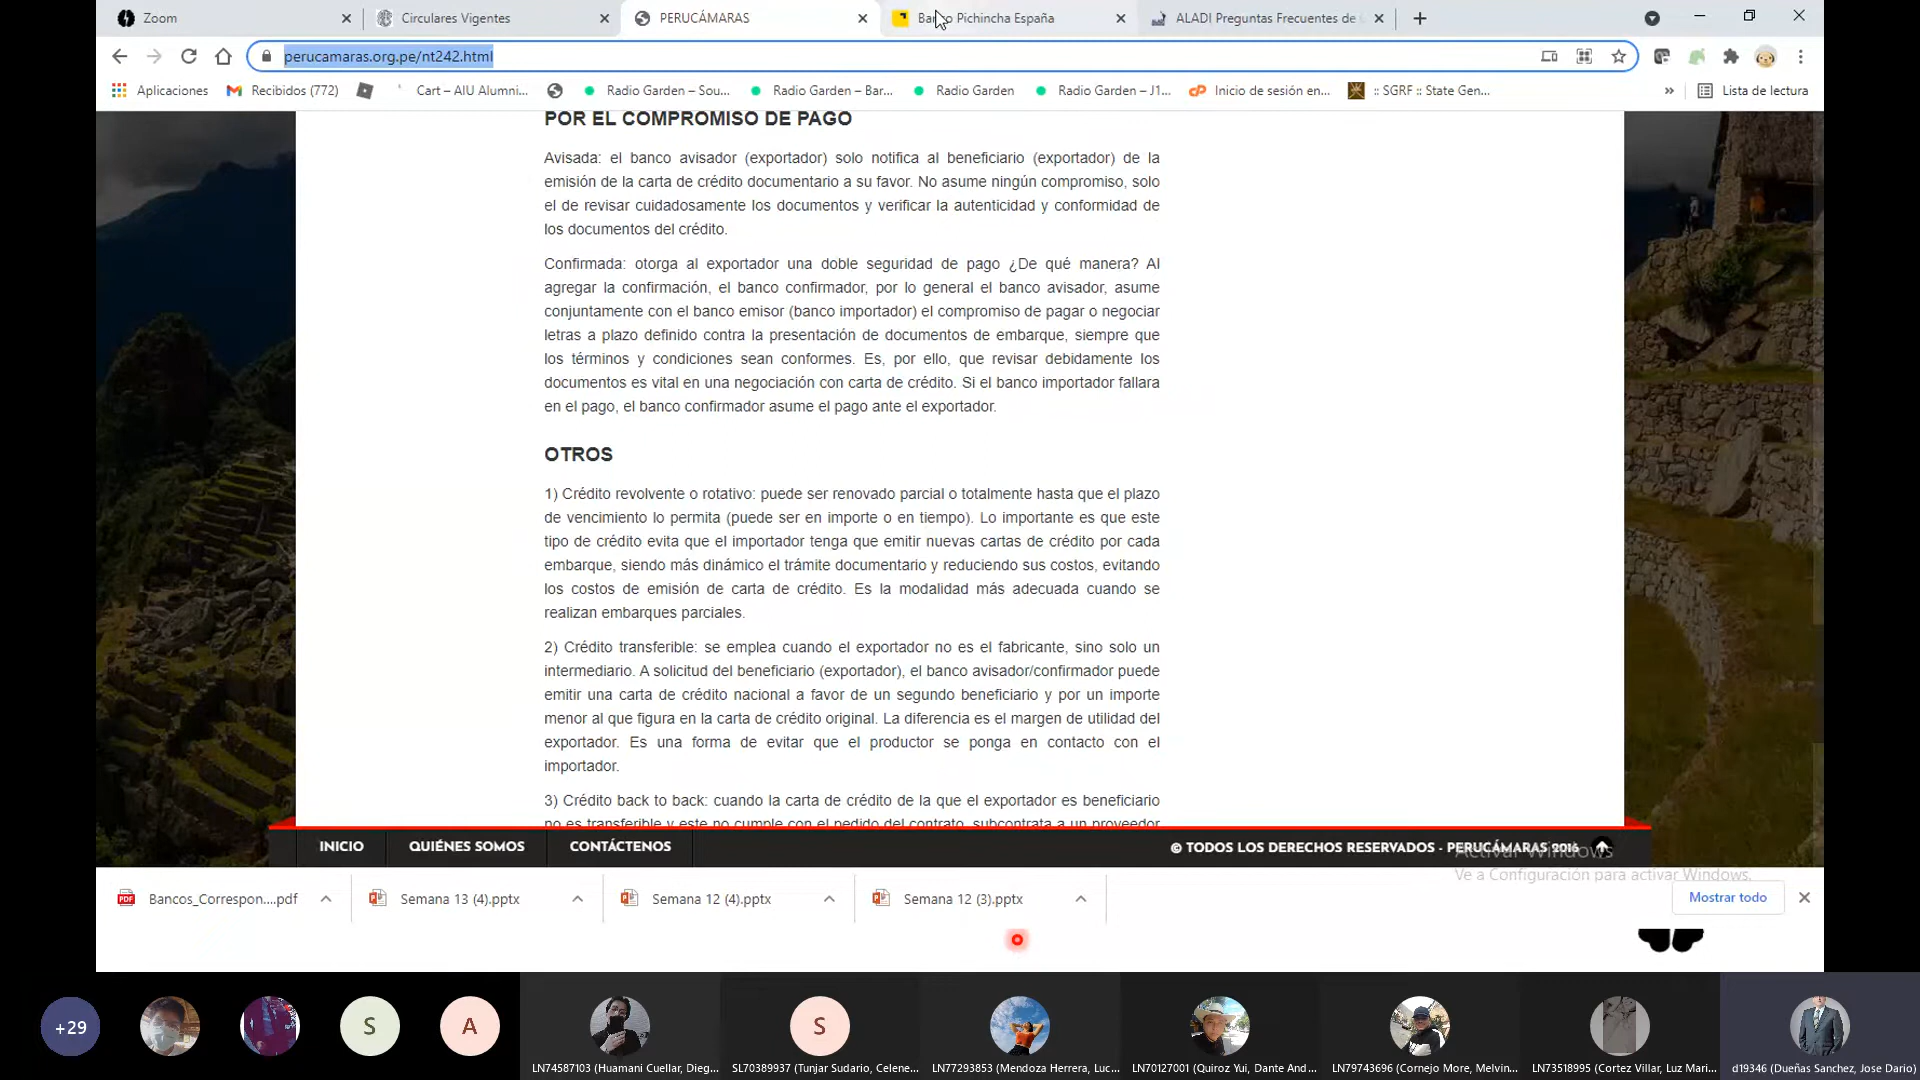 Zoom
Circulares Vigentes
PERUCÁMARAS
Banco Pichincha España
ALADI Preguntas Frecuentes de
perucamaras.org.pe/nt242.html
Aplicaciones
Recibidos (772)
Cart – AIU Alumni...
Radio Garden – Sou...
Radio Garden – Bar...
Radio Garden
Radio Garden – J1...
Inicio de sesión en...
:: SGRF :: State Gen...
»
Lista de lectura
POR EL COMPROMISO DE PAGO
Avisada: el banco avisador (exportador) solo notifica al beneficiario (exportador) de la
emisión de la carta de crédito documentario a su favor. No asume ningún compromiso, solo
el de revisar cuidadosamente los documentos y verificar la autenticidad y conformidad de
los documentos del crédito.
Confirmada: otorga al exportador una doble seguridad de pago ¿De qué manera? Al
agregar la confirmación, el banco confirmador, por lo general el banco avisador, asume
conjuntamente con el banco emisor (banco importador) el compromiso de pagar o negociar
letras a plazo definido contra la presentación de documentos de embarque, siempre que
los términos y condiciones sean conformes. Es, por ello, que revisar debidamente los
documentos es vital en una negociación con carta de crédito. Si el banco importador fallara
en el pago, el banco confirmador asume el pago ante el exportador.
OTROS
1) Crédito revolvente o rotativo: puede ser renovado parcial o totalmente hasta que el plazo
de vencimiento lo permita (puede ser en importe o en tiempo). Lo importante es que este
tipo de crédito evita que el importador tenga que emitir nuevas cartas de crédito por cada
embarque, siendo más dinámico el trámite documentario y reduciendo sus costos, evitando
los costos de emisión de carta de crédito. Es la modalidad más adecuada cuando se
realizan embarques parciales.
2) Crédito transferible: se emplea cuando el exportador no es el fabricante, sino solo un
intermediario. A solicitud del beneficiario (exportador), el banco avisador/confirmador puede
emitir una carta de crédito nacional a favor de un segundo beneficiario y por un importe
menor al que figura en la carta de crédito original. La diferencia es el margen de utilidad del
exportador. Es una forma de evitar que el productor se ponga en contacto con el
importador.
3) Crédito back to back: cuando la carta de crédito de la que el exportador es beneficiario
no es transferible y este no cumple con el pedido del contrato, subcontrata a un proveedor
INICIO
QUIÉNES SOMOS
CONTÁCTENOS
© TODOS LOS DERECHOS RESERVADOS - PERUCÁMARAS 2016
Activar Windows
Ve a Configuración para activar Windows.
Bancos_Correspon....pdf
Semana 13 (4).pptx
Semana 12 (4).pptx
Semana 12 (3).pptx
Mostrar todo
+29
S
A
S
LN74587103 (Huamani Cuellar, Dieg...
SL70389937 (Tunjar Sudario, Celene...
LN77293853 (Mendoza Herrera, Luc...
LN70127001 (Quiroz Yui, Dante And...
LN79743696 (Cornejo More, Melvin...
LN73518995 (Cortez Villar, Luz Mari...
d19346 (Dueñas Sanchez, Jose Dario)